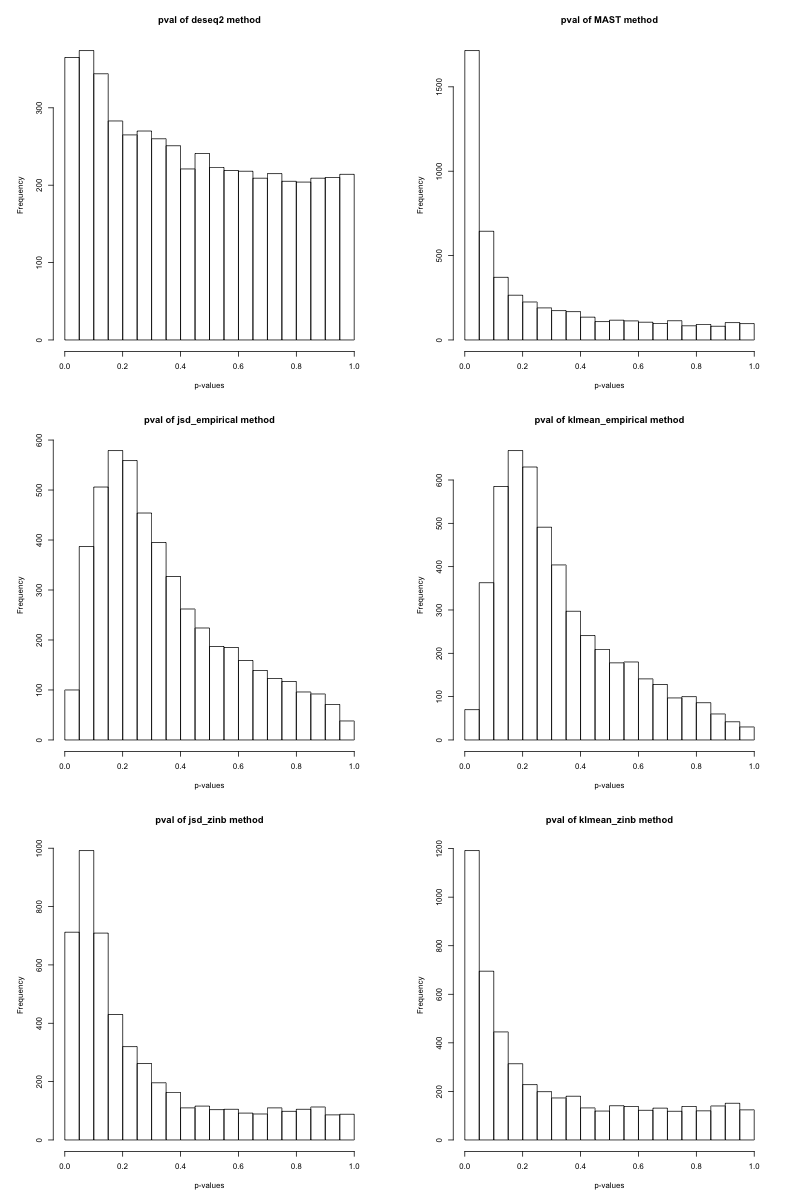 pval of deseq2 method
Frequency
0 100 200 300
0.0 0.2 0.4 0.6 0.8 1.0
p-values
pval of MAST method
Frequency
0 500 1000 1500
0.0 0.2 0.4 0.6 0.8 1.0
p-values
pval of jsd_empirical method
Frequency
0 100 200 300 400 500 600
0.0 0.2 0.4 0.6 0.8 1.0
p-values
pval of klmean_empirical method
Frequency
0 100 200 300 400 500 600
0.0 0.2 0.4 0.6 0.8 1.0
p-values
pval of jsd_zinb method
Frequency
0 200 400 600 800 1000
0.0 0.2 0.4 0.6 0.8 1.0
p-values
pval of klmean_zinb method
Frequency
0 200 400 600 800 1000 1200
0.0 0.2 0.4 0.6 0.8 1.0
p-values